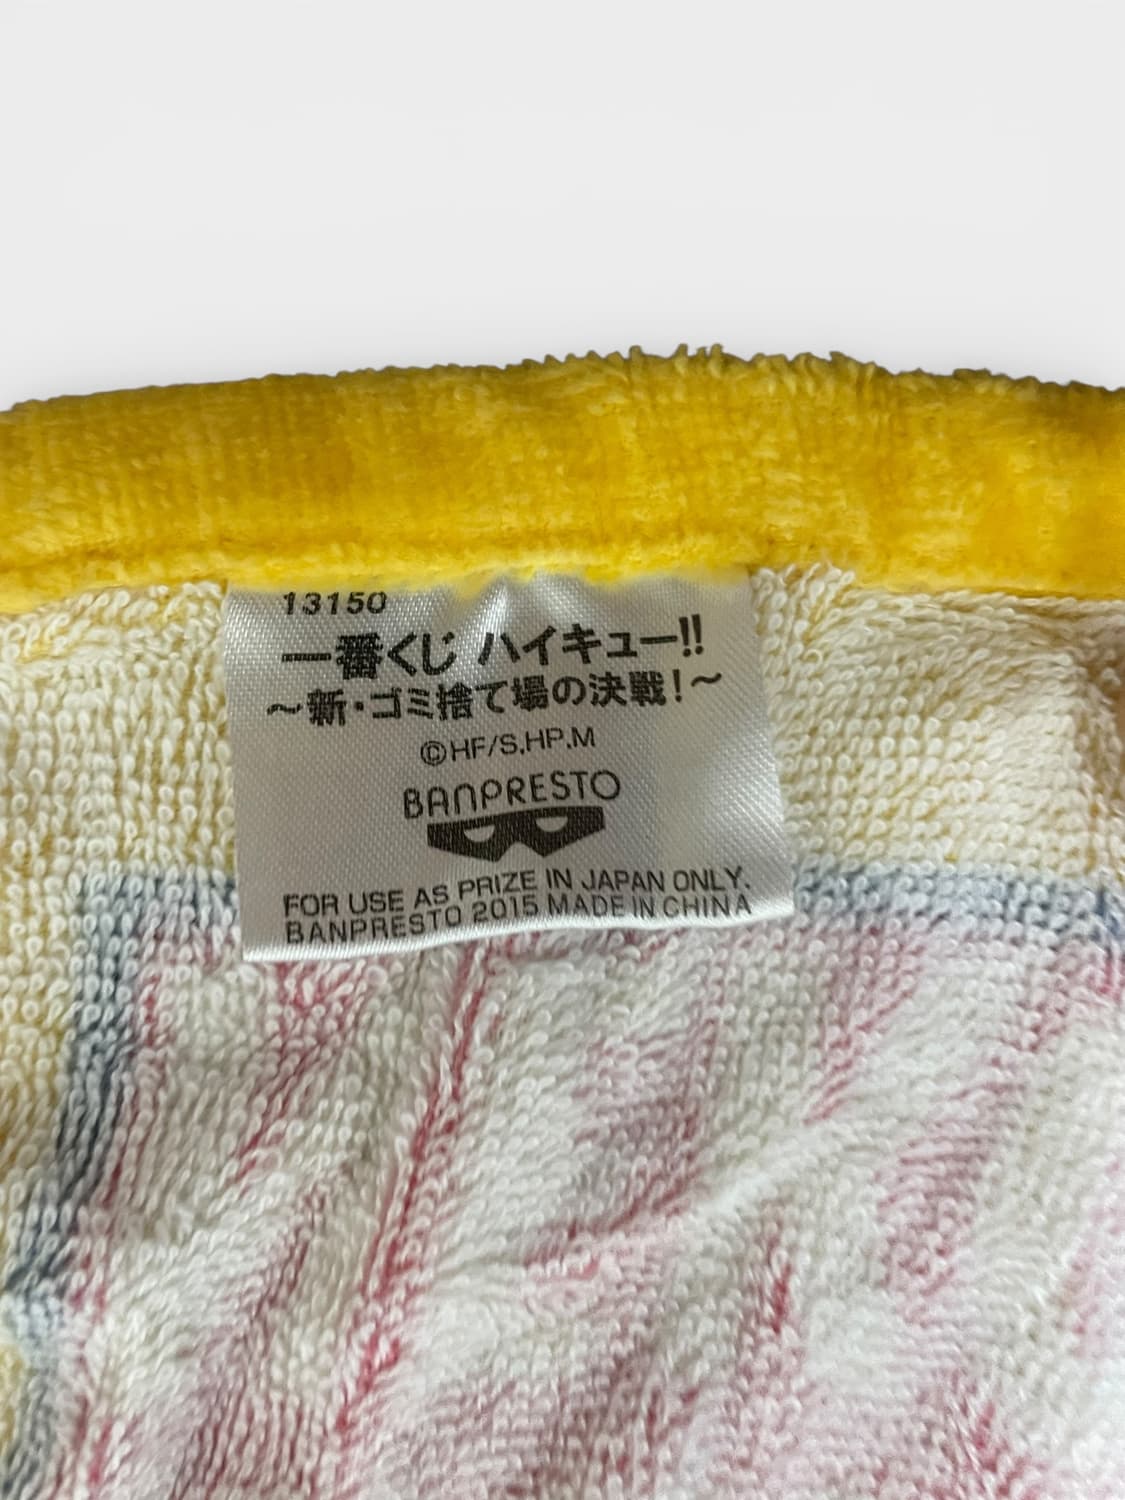 13150
一番くじ ハイキュー!!
～新・ゴミ捨て場の決戦！～
©HF/S,HP.M
BANPRESTO
FOR USE AS PRIZE IN JAPAN ONLY.
BANPRESTO 2015 MADE IN CHINA